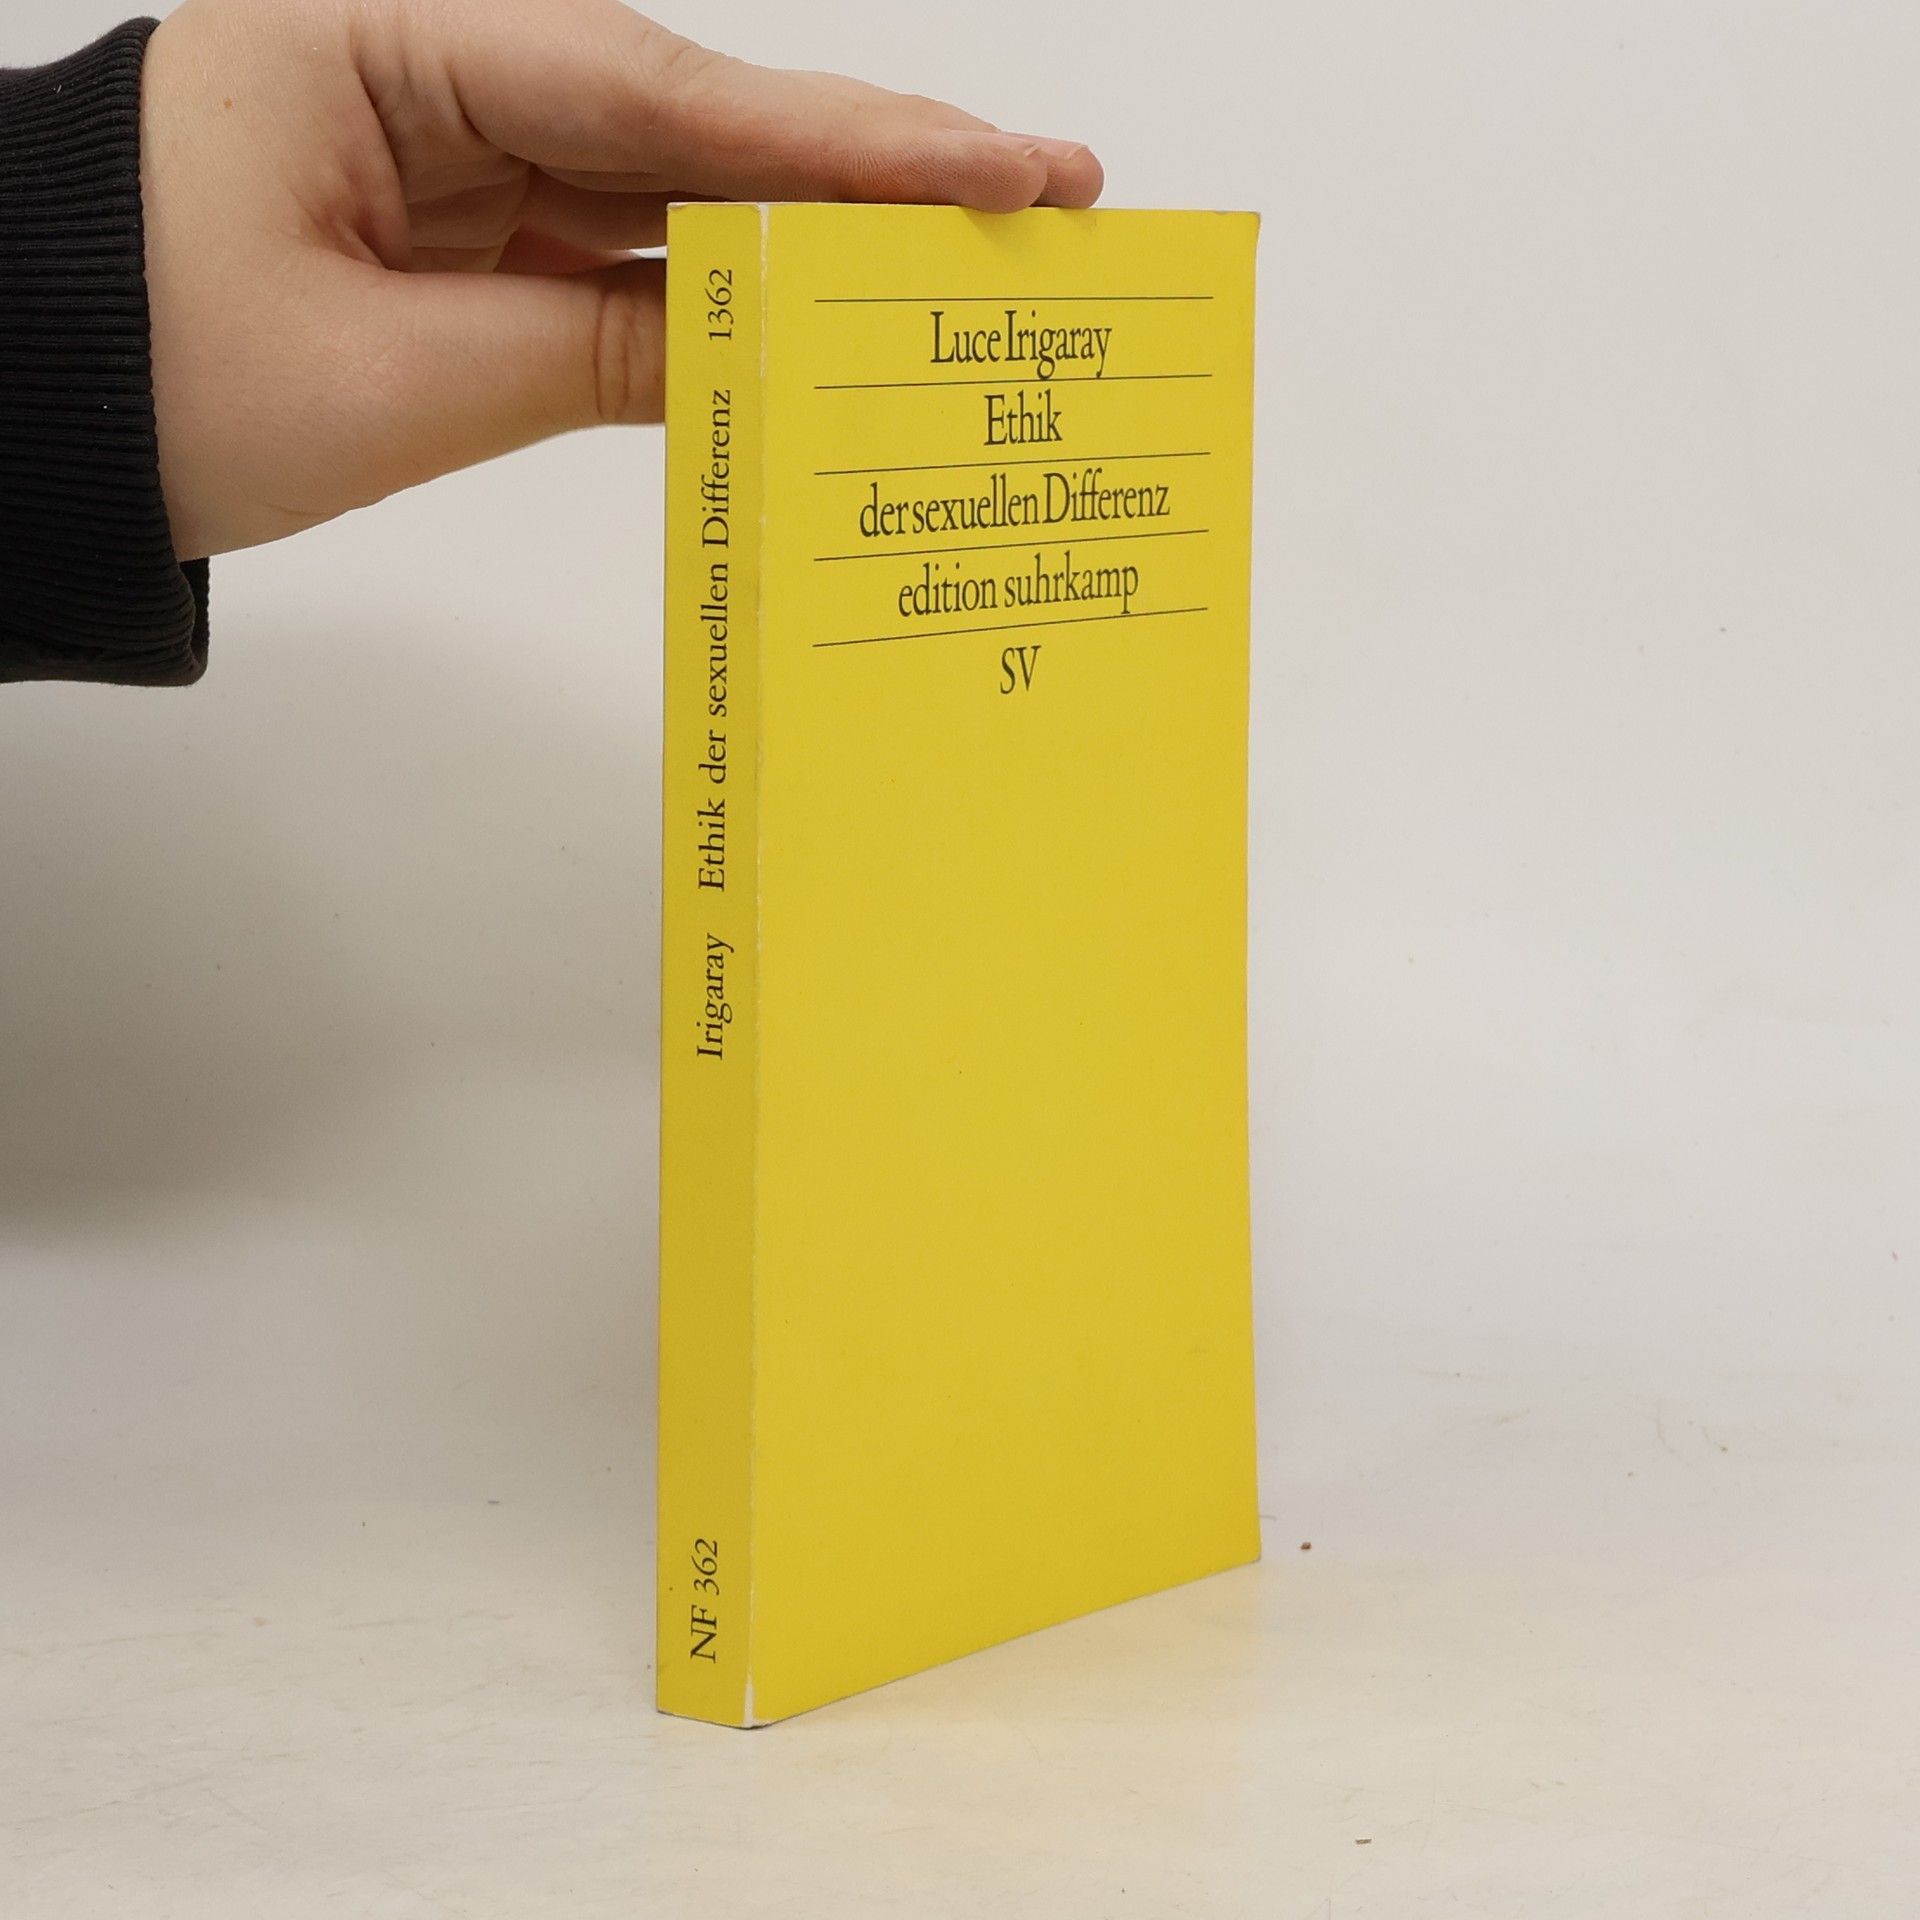 Luce Irigaray
Ethik
der sexuellen Differenz
edition suhrkamp
SV
Irigaray Ethik der sexuellen Differenz 1362
NF 362